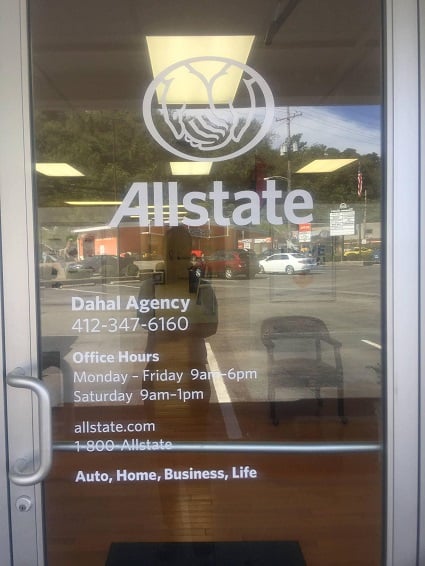 Allstate
Dahal Agency
412-347-6160
Office Hours
Monday – Friday 9am-6pm
Saturday 9am-1pm
allstate.com
1-800-Allstate
Auto, Home, Business, Life